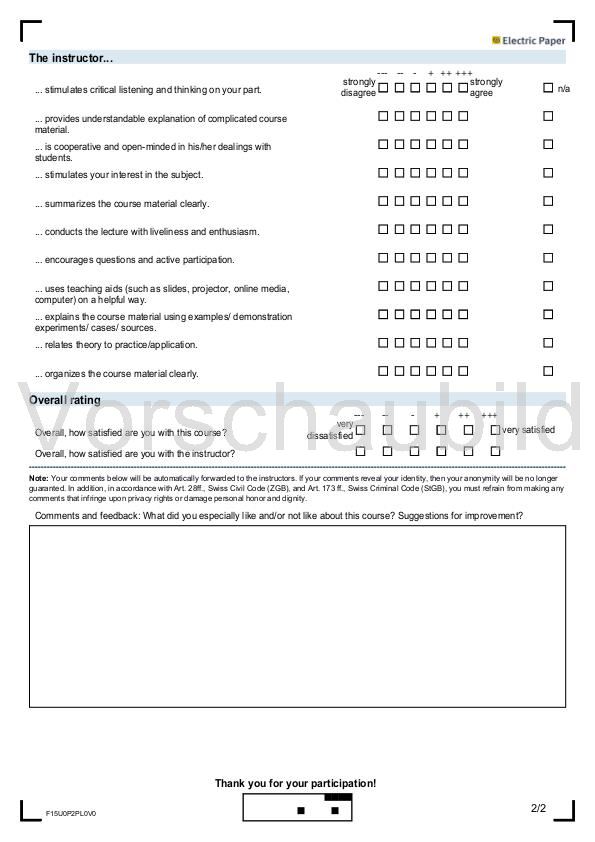 Electric Paper
The instructor...
--- -- - + ++ +++
strongly disagree
strongly agree
... stimulates critical listening and thinking on your part.
n/a
... provides understandable explanation of complicated course
material.
... is cooperative and open-minded in his/her dealings with
students.
... stimulates your interest in the subject.
... summarizes the course material clearly.
... conducts the lecture with liveliness and enthusiasm.
... encourages questions and active participation.
... uses teaching aids (such as slides, projector, online media,
computer) on a helpful way.
... explains the course material using examples/ demonstration
experiments/ cases/ sources.
... relates theory to practice/application.
... organizes the course material clearly.
Vorschaubild
Overall rating
--- -- - + ++ +++
Overall, how satisfied are you with this course?
very
dissatisfied
very satisfied
Overall, how satisfied are you with the instructor?
Note: Your comments below will be automatically forwarded to the instructors. If your comments reveal your identity, then your anonymity will be no longer
guaranteed. In addition, in accordance with Art. 28ff., Swiss Civil Code (ZGB), and Art. 173 ff., Swiss Criminal Code (StGB), you must refrain from making any
comments that infringe upon privacy rights or damage personal honor and dignity.
Comments and feedback: What did you especially like and/or not like about this course? Suggestions for improvement?
Thank you for your participation!
F15U0P2PL0V0
2/2